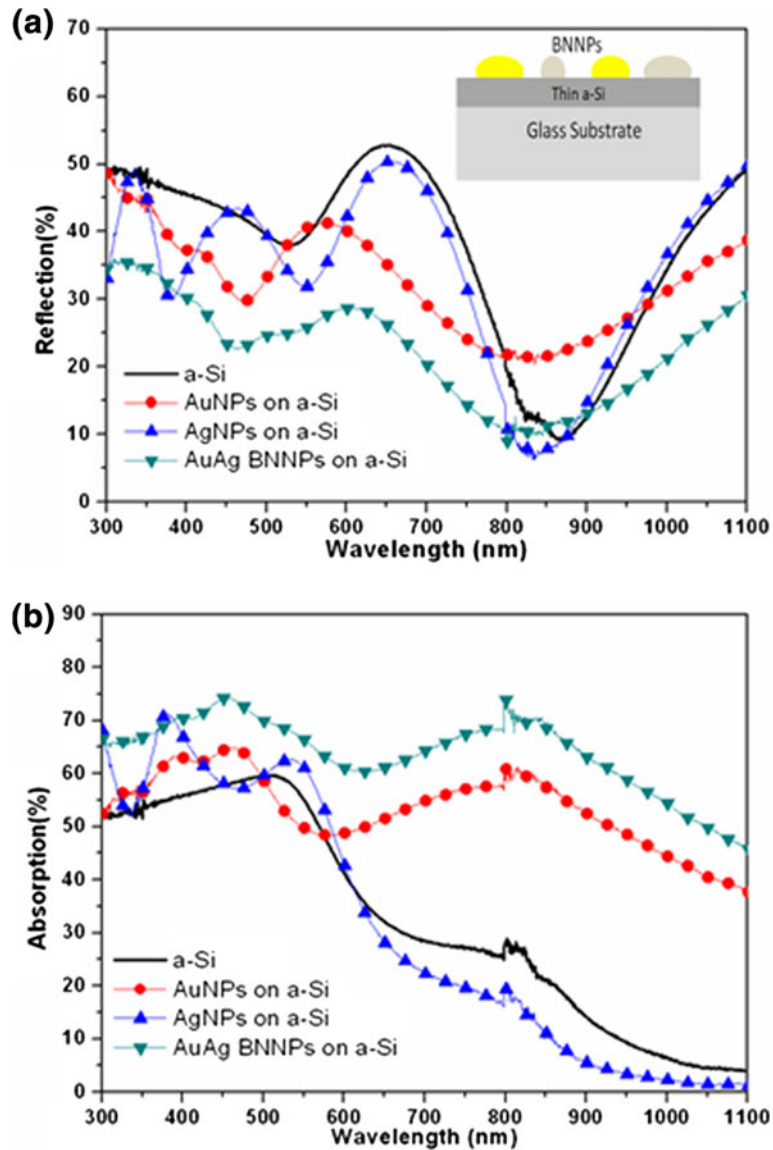 (a)
70
60
50
40
30
20
10
0
Reflection(%)
BNNPs
Thin a-Si
Glass Substrate
a-Si
AuNPs on a-Si
AgNPs on a-Si
AuAg BNNPs on a-Si
300 400 500 600 700 800 900 1000 1100
Wavelength (nm)
(b)
90
80
70
60
50
40
30
20
10
0
Absorption(%)
a-Si
AuNPs on a-Si
AgNPs on a-Si
AuAg BNNPs on a-Si
300 400 500 600 700 800 900 1000 1100
Wavelength (nm)